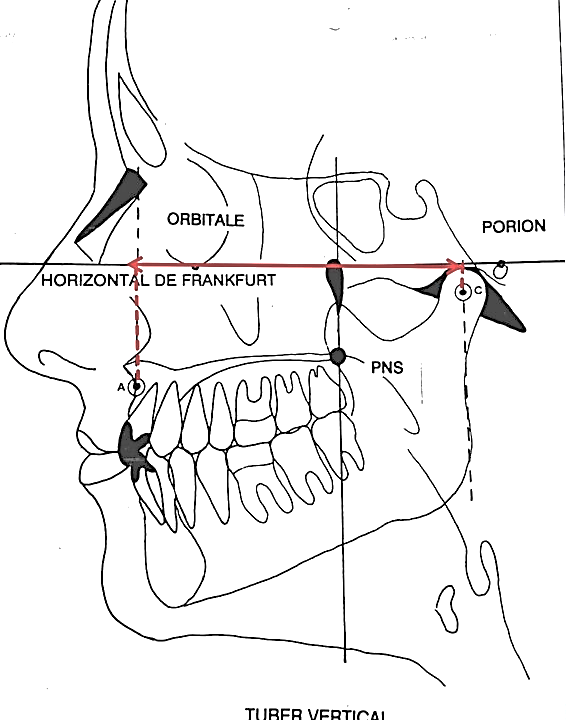 ORBITALE
PORION
HORIZONTAL DE FRANKFURT
C
PNS
A
TUBER VERTICAL